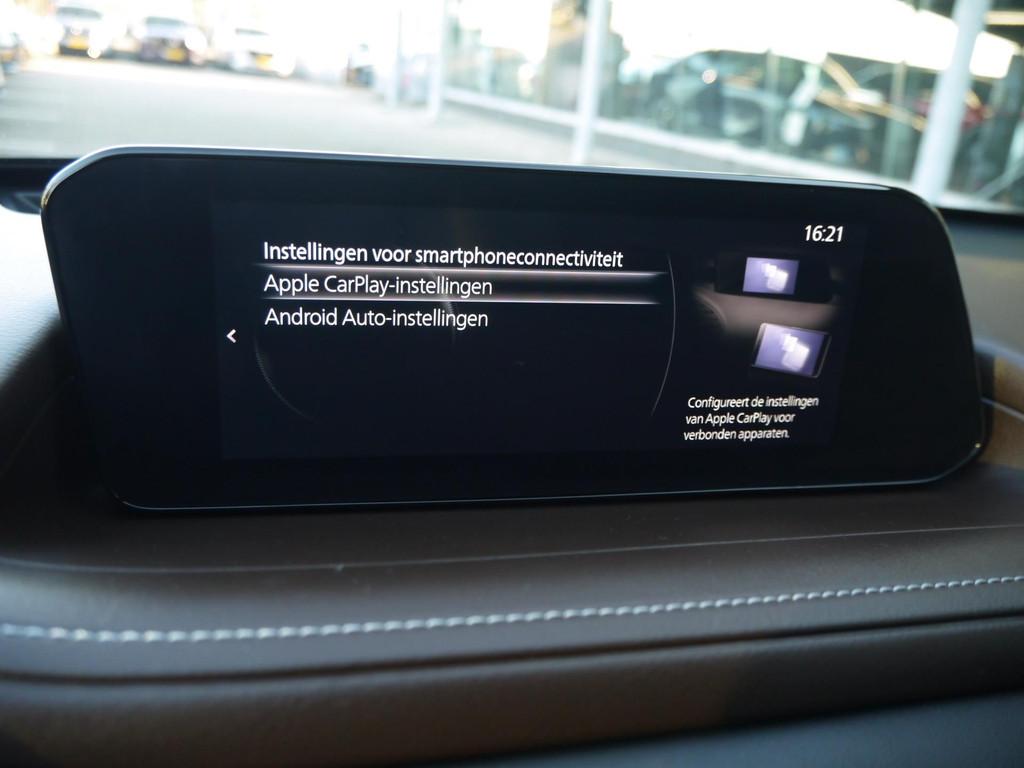 16:21
Instellingen voor smartphoneconnectiviteit
Apple CarPlay-instellingen
Android Auto-instellingen
Configureert de instellingen
van Apple CarPlay voor
verbonden apparaten.